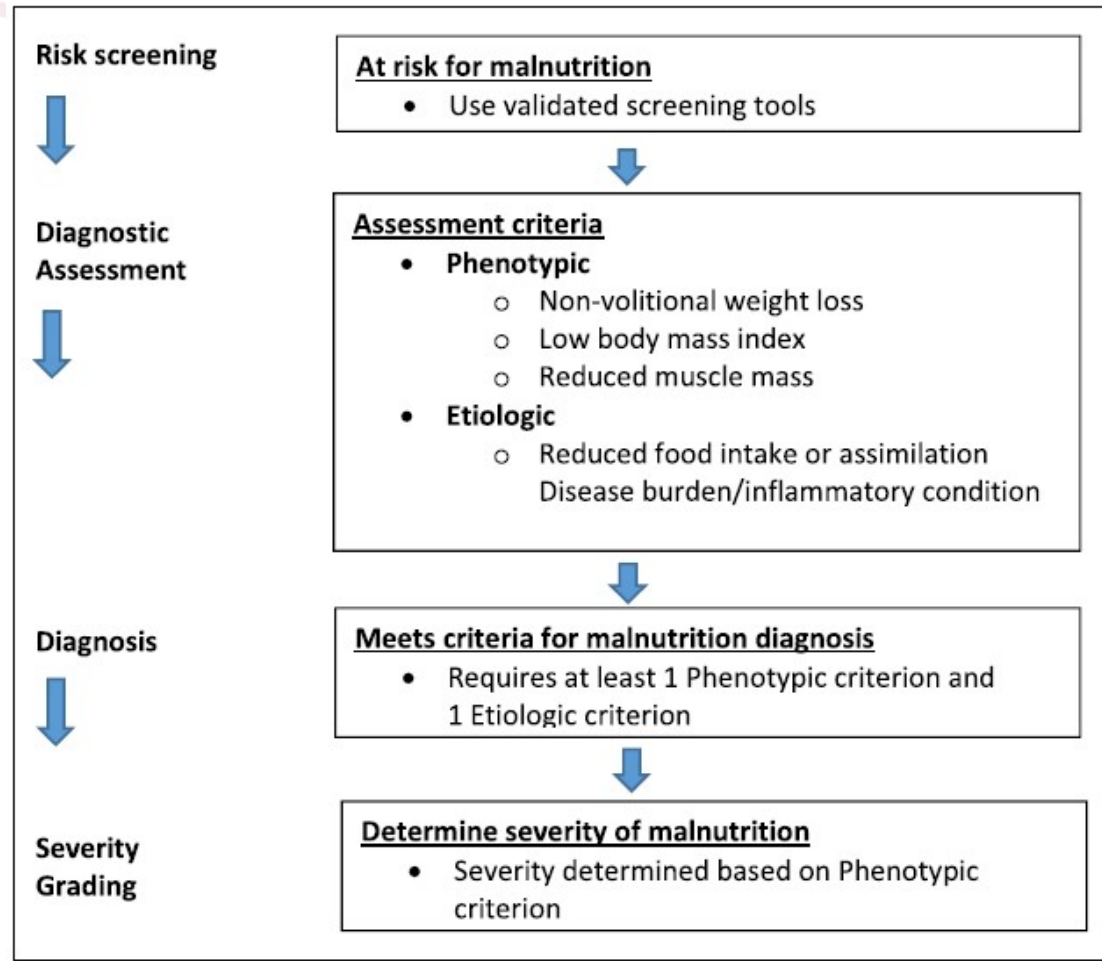 Risk screening
At risk for malnutrition
• Use validated screening tools
Diagnostic
Assessment
Assessment criteria
• Phenotypic
o Non-volitional weight loss
o Low body mass index
o Reduced muscle mass
• Etiologic
o Reduced food intake or assimilation
Disease burden/inflammatory condition
Diagnosis
Meets criteria for malnutrition diagnosis
• Requires at least 1 Phenotypic criterion and
1 Etiologic criterion
Severity
Grading
Determine severity of malnutrition
• Severity determined based on Phenotypic
criterion